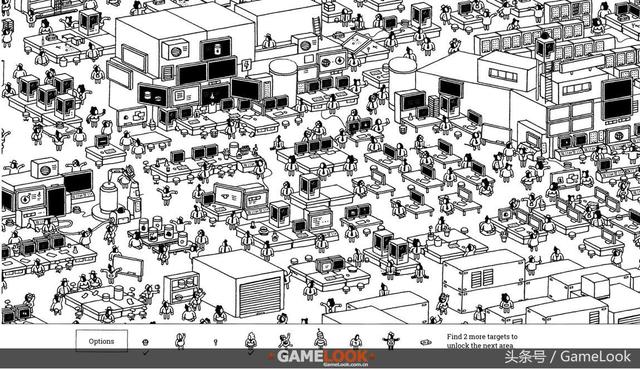 Options
Find 2 more targets to
unlock the next area.
GAMELOOK
GameLook.com.cn
头条号 / GameLook